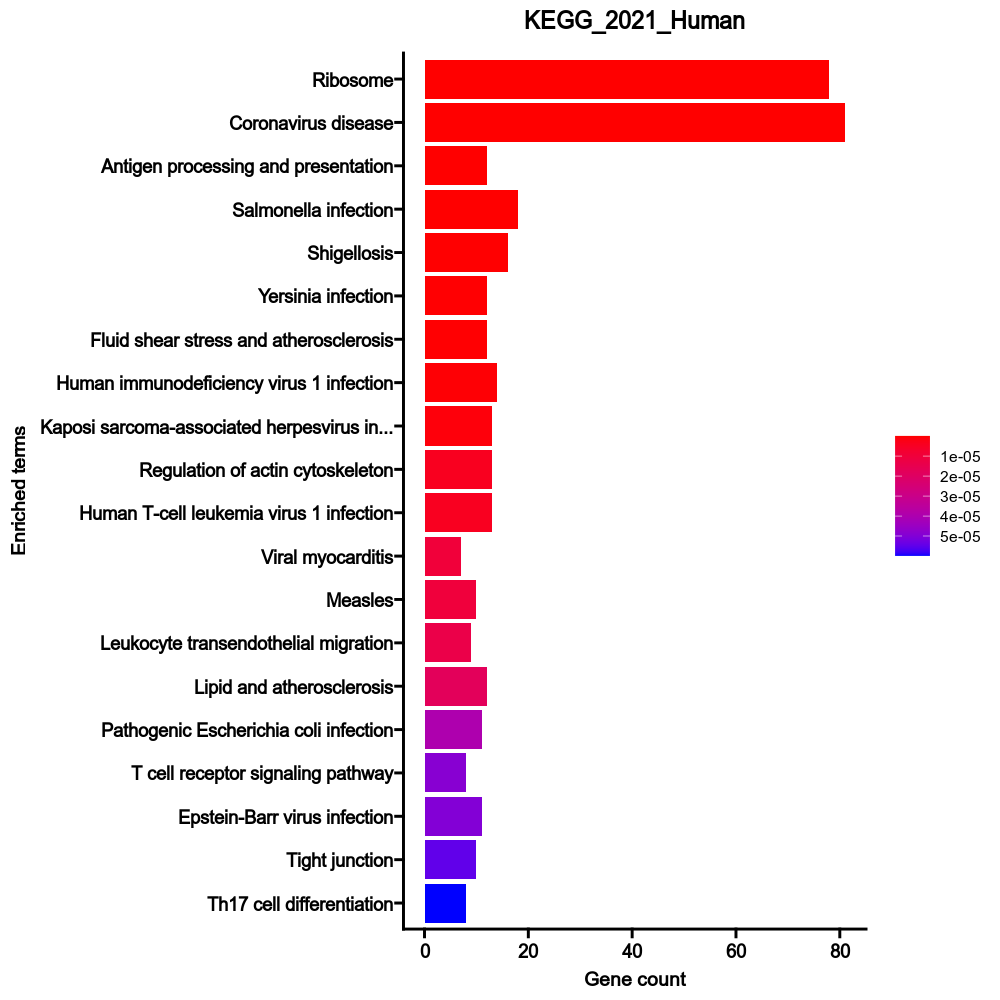 KEGG_2021_Human
Ribosome
Coronavirus disease
Antigen processing and presentation
Salmonella infection
Shigellosis
Yersinia infection
Fluid shear stress and atherosclerosis
Human immunodeficiency virus 1 infection
Kaposi sarcoma-associated herpesvirus in...
Regulation of actin cytoskeleton
Human T-cell leukemia virus 1 infection
Viral myocarditis
Measles
Leukocyte transendothelial migration
Lipid and atherosclerosis
Pathogenic Escherichia coli infection
T cell receptor signaling pathway
Epstein-Barr virus infection
Tight junction
Th17 cell differentiation
Enriched terms
0 20 40 60 80
Gene count
1e-05
2e-05
3e-05
4e-05
5e-05